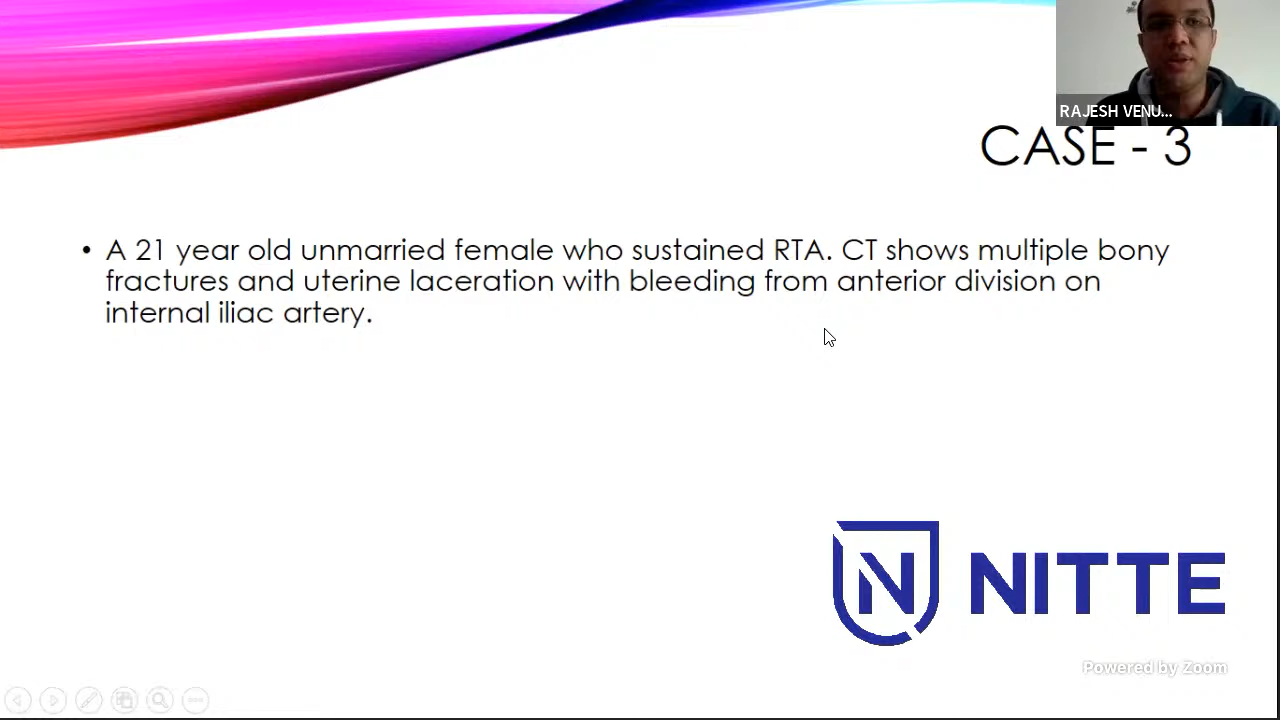 RAJESH VENU...
CASE - 3
• A 21 year old unmarried female who sustained RTA. CT shows multiple bony
fractures and uterine laceration with bleeding from anterior division on
internal iliac artery.
N NITTE
Powered by Zoom